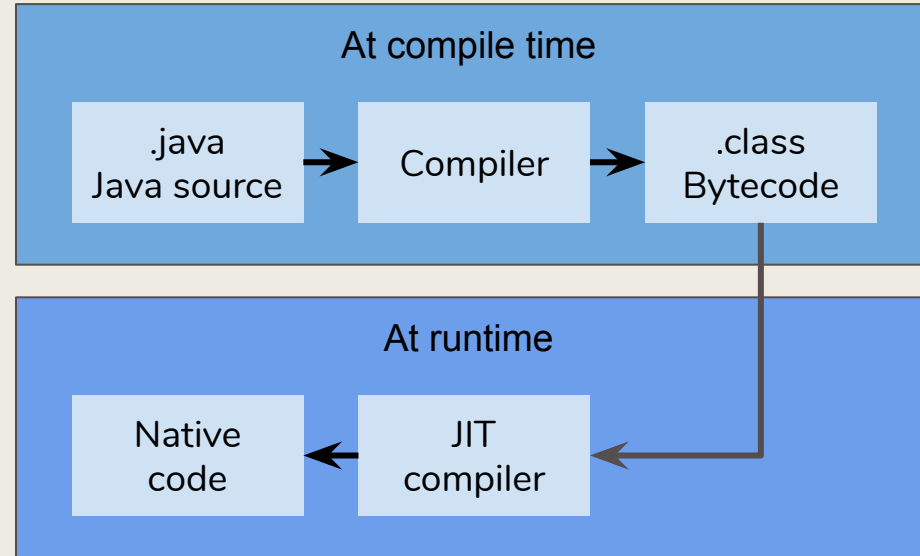 At compile time
.java
Java source
Compiler
.class
Bytecode
At runtime
Native
code
JIT
compiler